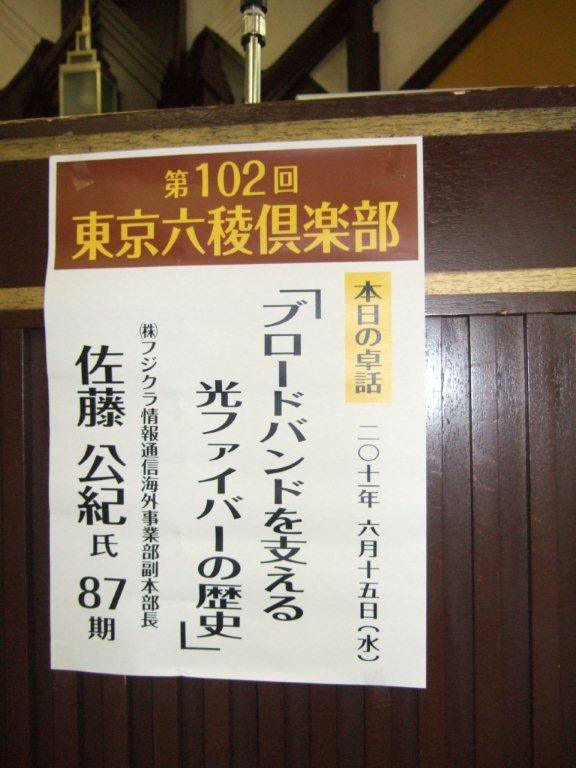 第102回
東京六稜倶楽部
本日の卓話 二〇十一年 六月十五日(水)
「ブロードバンドを支える
光ファイバーの歴史」
㈱フジクラ情報通信海外事業部副本部長
佐藤 公紀 氏 87期